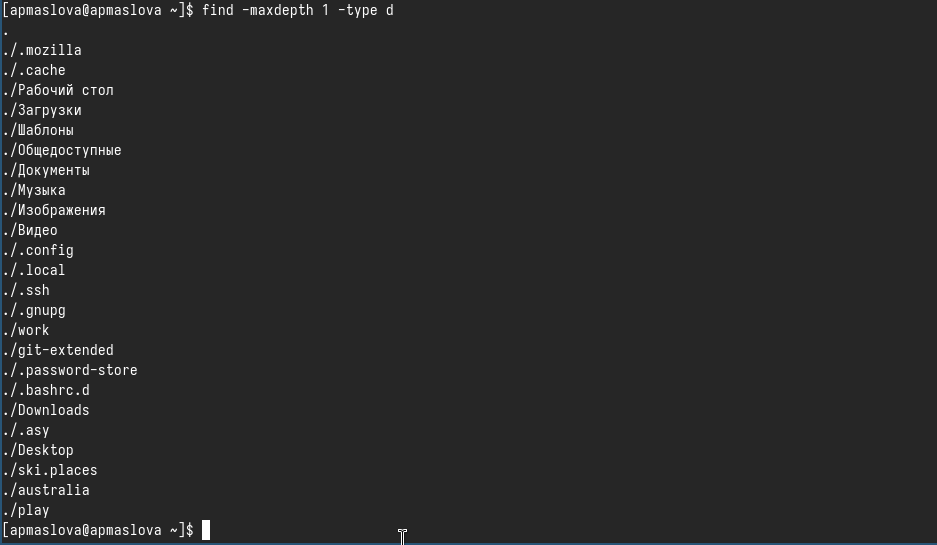 [apmaslova@apmaslova ~]$ find -maxdepth 1 -type d
.
./.mozilla
./.cache
./Рабочий стол
./Загрузки
./Шаблоны
./Общедоступные
./Документы
./Музыка
./Изображения
./Видео
./.config
./.local
./.ssh
./.gnupg
./work
./git-extended
./.password-store
./.bashrc.d
./Downloads
./.asy
./Desktop
./ski.places
./australia
./play
[apmaslova@apmaslova ~]$